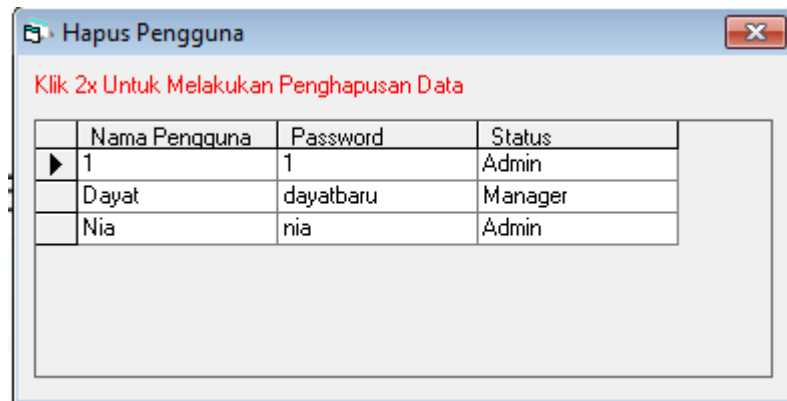 Hapus Pengguna
Klik 2x Untuk Melakukan Penghapusan Data
Nama Pengguna Password Status
1 1 Admin
Dayat dayatbaru Manager
Nia nia Admin